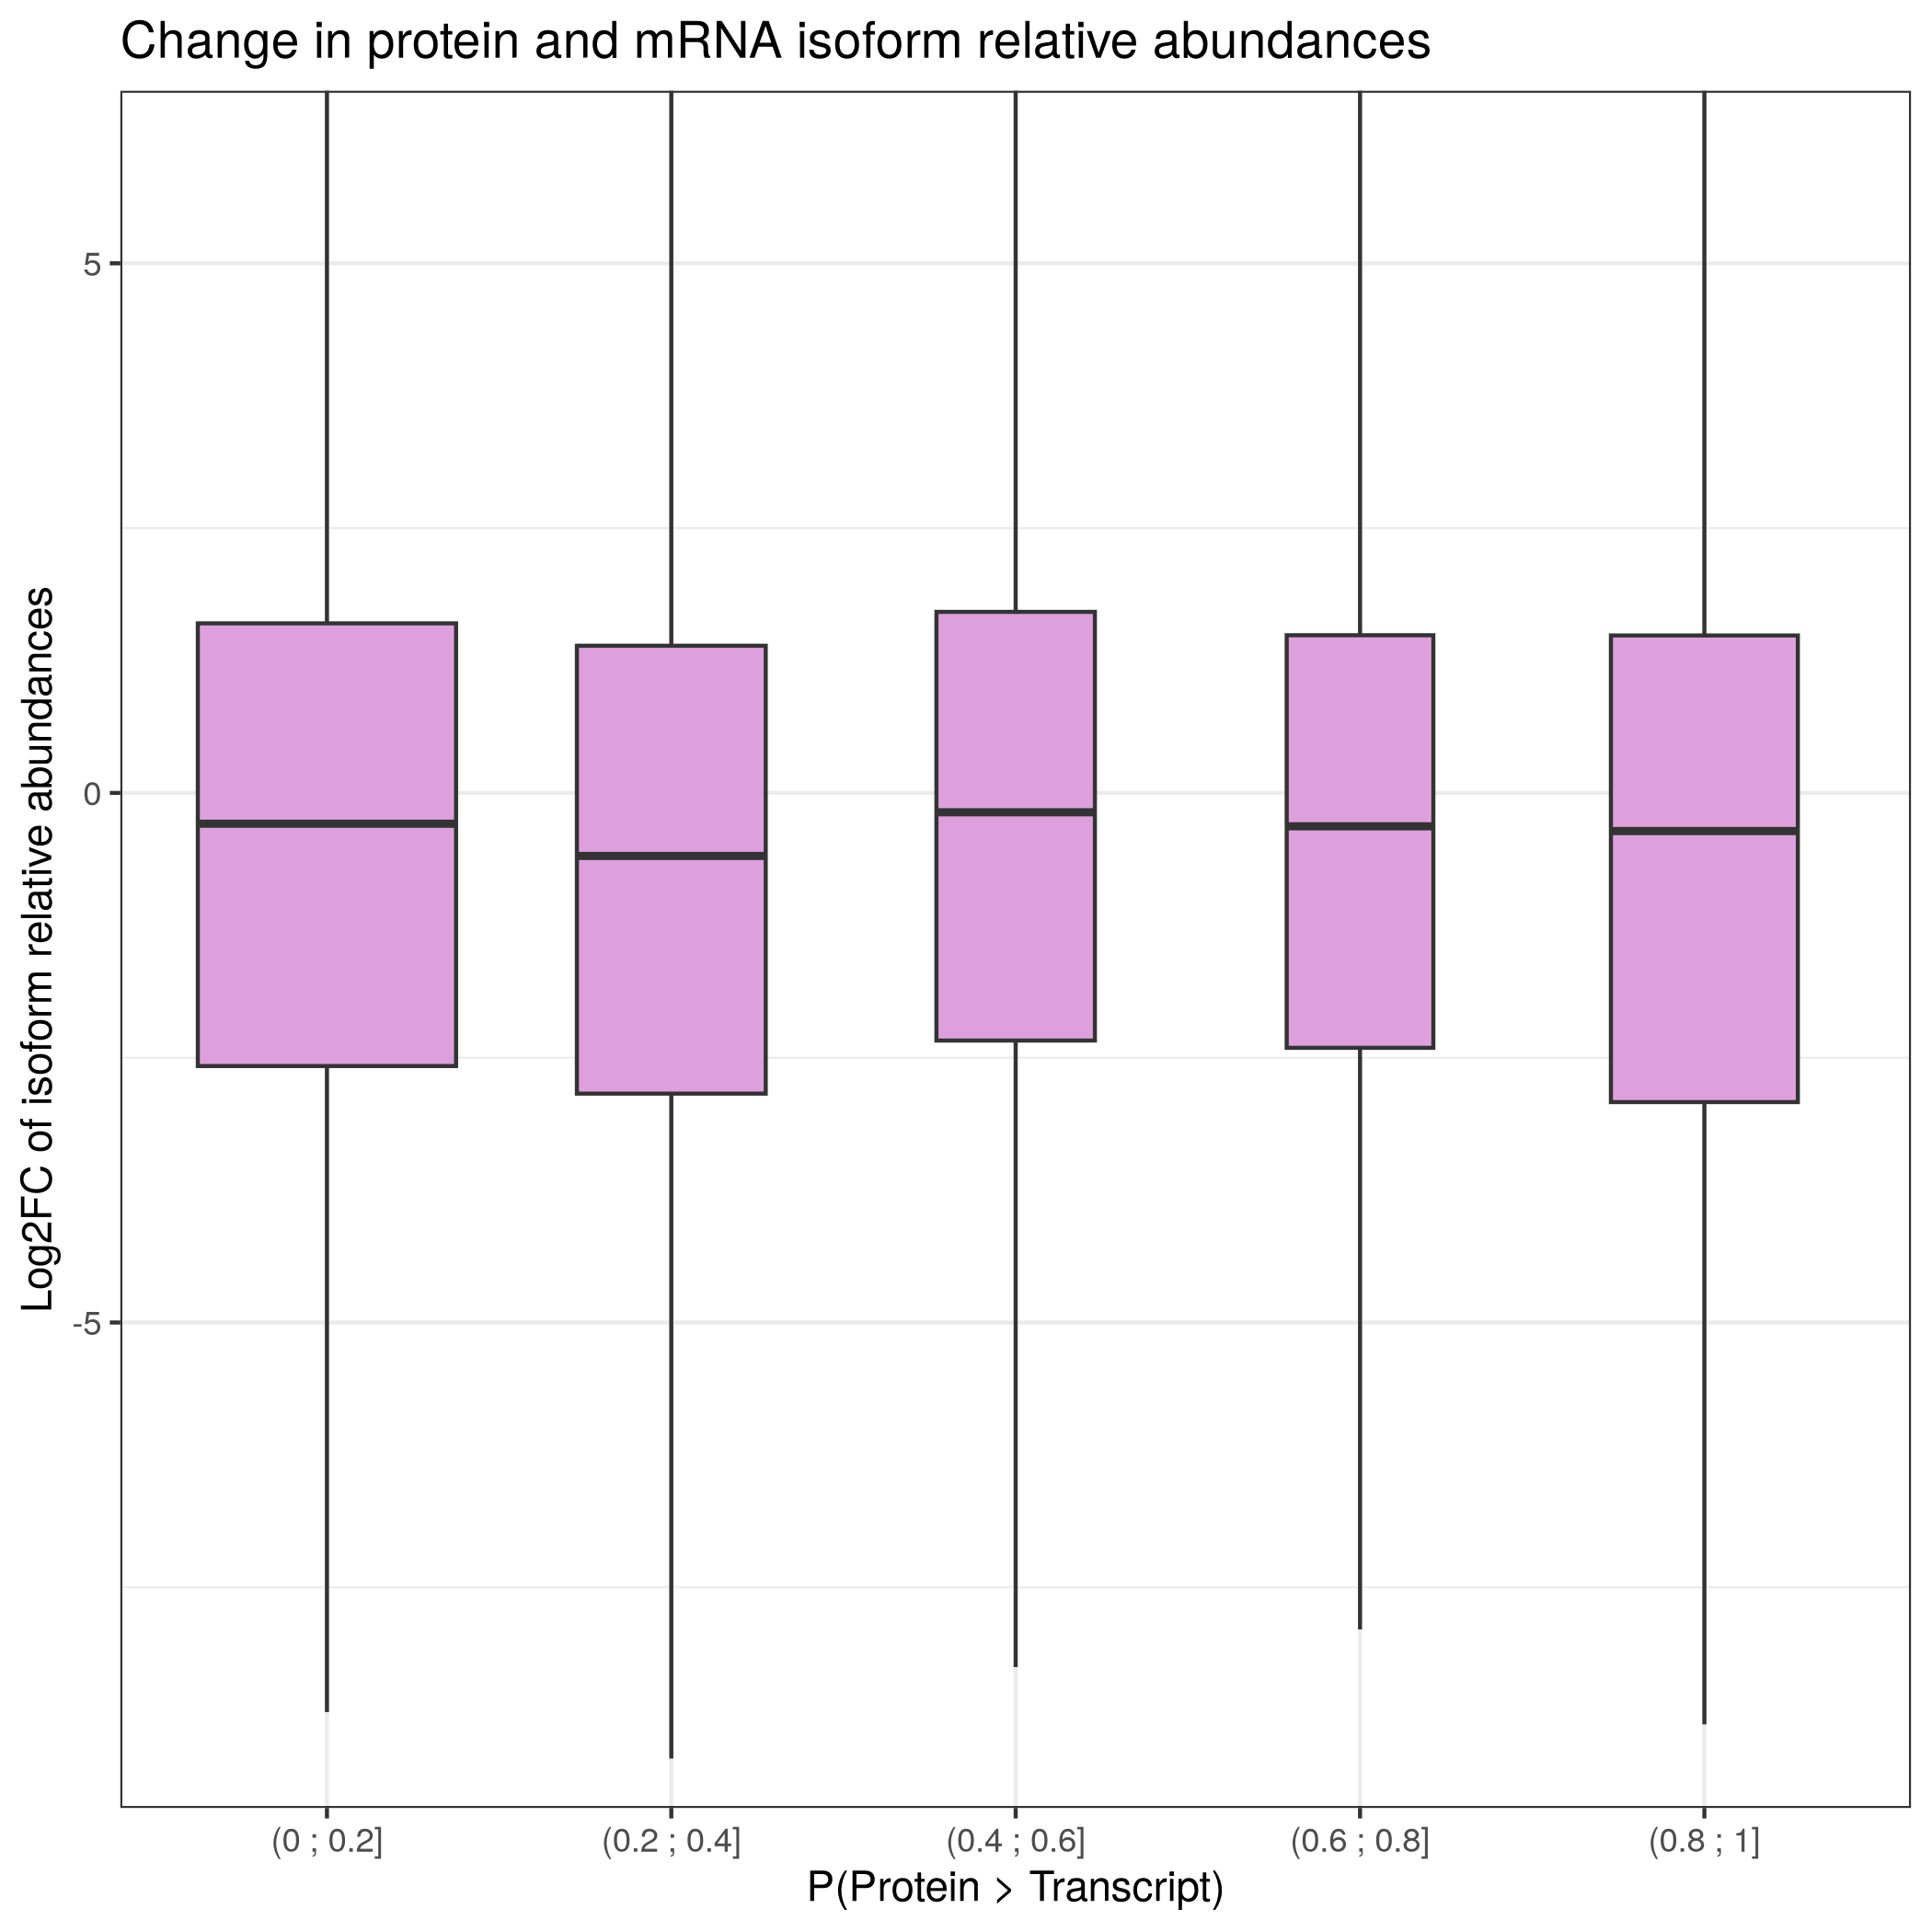 Change in protein and mRNA isoform relative abundances
Log2FC of isoform relative abundances
5
0
-5
(0 ; 0.2]
(0.2 ; 0.4]
(0.4 ; 0.6]
(0.6 ; 0.8]
(0.8 ; 1]
P(Protein > Transcript)